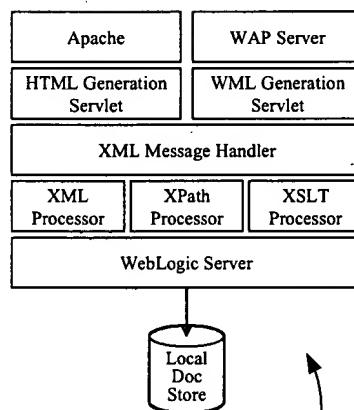 Apache
WAP Server
HTML Generation
Servlet
WML Generation
Servlet
XML Message Handler
XML
Processor
XPath
Processor
XSLT
Processor
WebLogic Server
Local
Doc
Store